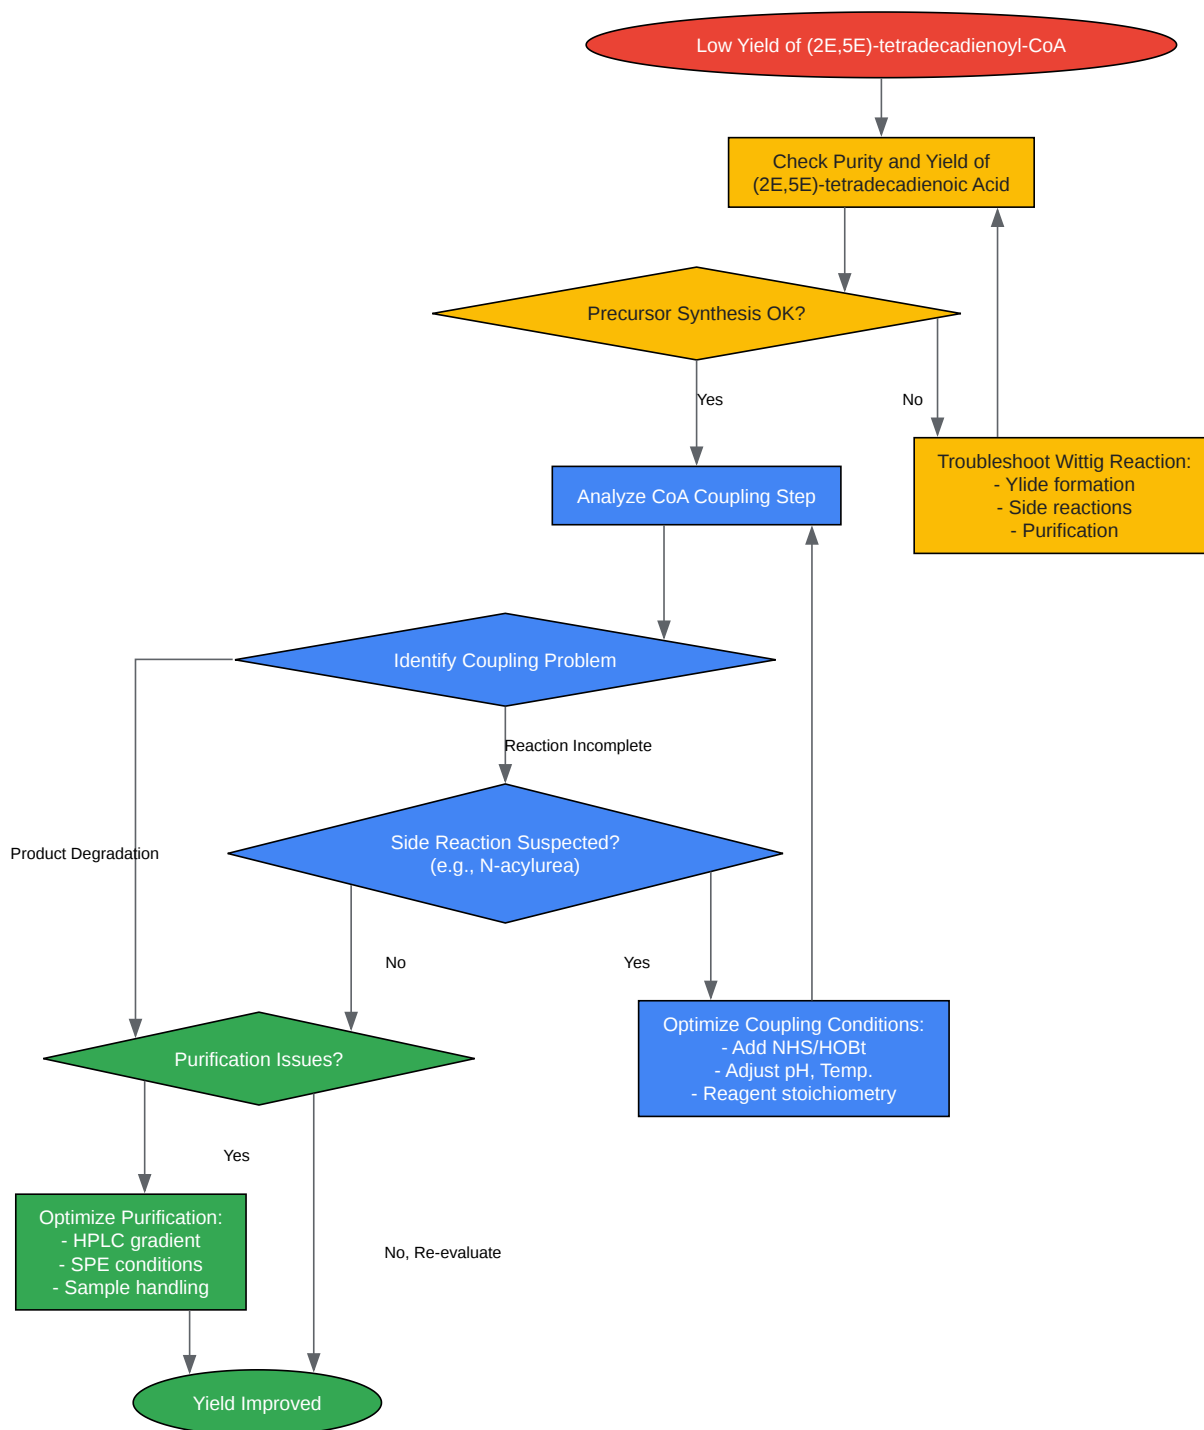 Low Yield of (2E,5E)-tetradecadienoyl-CoA
Check Purity and Yield of
(2E,5E)-tetradecadienoic Acid
Precursor Synthesis OK?
Yes
No
Troubleshoot Wittig Reaction:
- Ylide formation
- Side reactions
- Purification
Analyze CoA Coupling Step
Identify Coupling Problem
Reaction Incomplete
Product Degradation
Side Reaction Suspected?
(e.g., N-acylurea)
No
Yes
Optimize Coupling Conditions:
- Add NHS/HOBt
- Adjust pH, Temp.
- Reagent stoichiometry
Purification Issues?
Yes
Optimize Purification:
- HPLC gradient
- SPE conditions
- Sample handling
No, Re-evaluate
Yield Improved